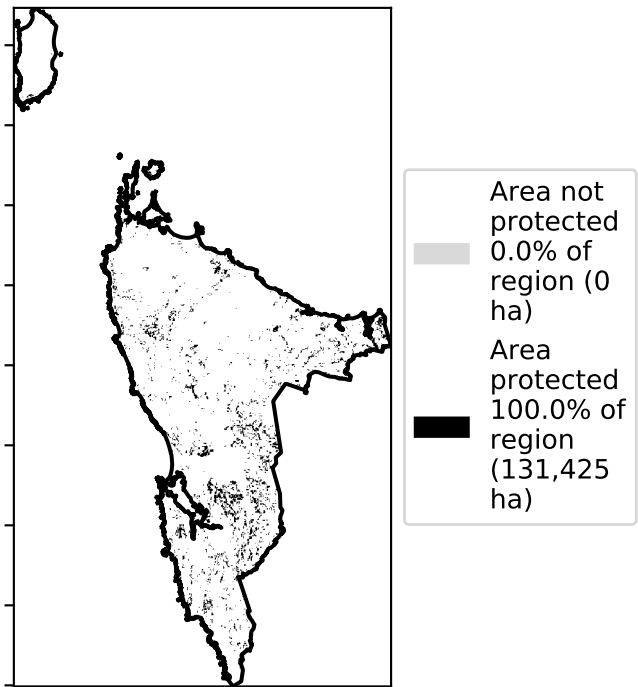 Area not
protected
0.0% of
region (0
ha)
Area
protected
100.0% of
region
(131,425
ha)